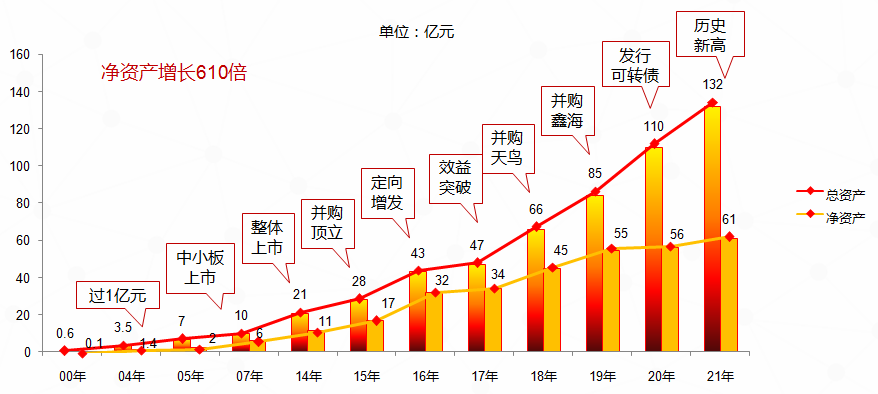 单位：亿元
净资产增长610倍
160
140
120
100
80
60
40
20
0
过1亿元
中小板
上市
整体
上市
并购
顶立
定向
增发
效益
突破
并购
天鸟
并购
鑫海
发行
可转债
历史
新高
0.6
3.5
7
10
21
28
43
47
66
85
110
132
0.1
1.4
2
6
11
17
32
34
45
55
56
61
00年
04年
05年
07年
14年
15年
16年
17年
18年
19年
20年
21年
总资产
净资产